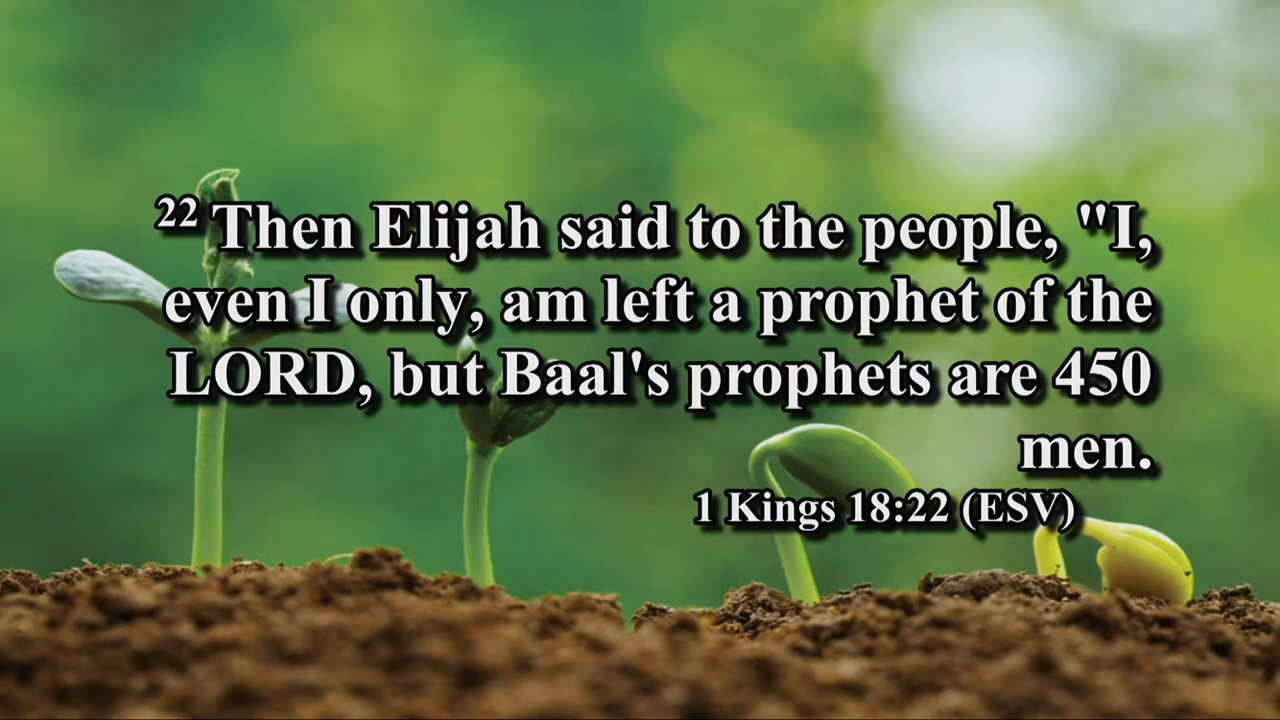 22 Then Elijah said to the people, "I,
even I only, am left a prophet of the
LORD, but Baal's prophets are 450
men.
1 Kings 18:22 (ESV)